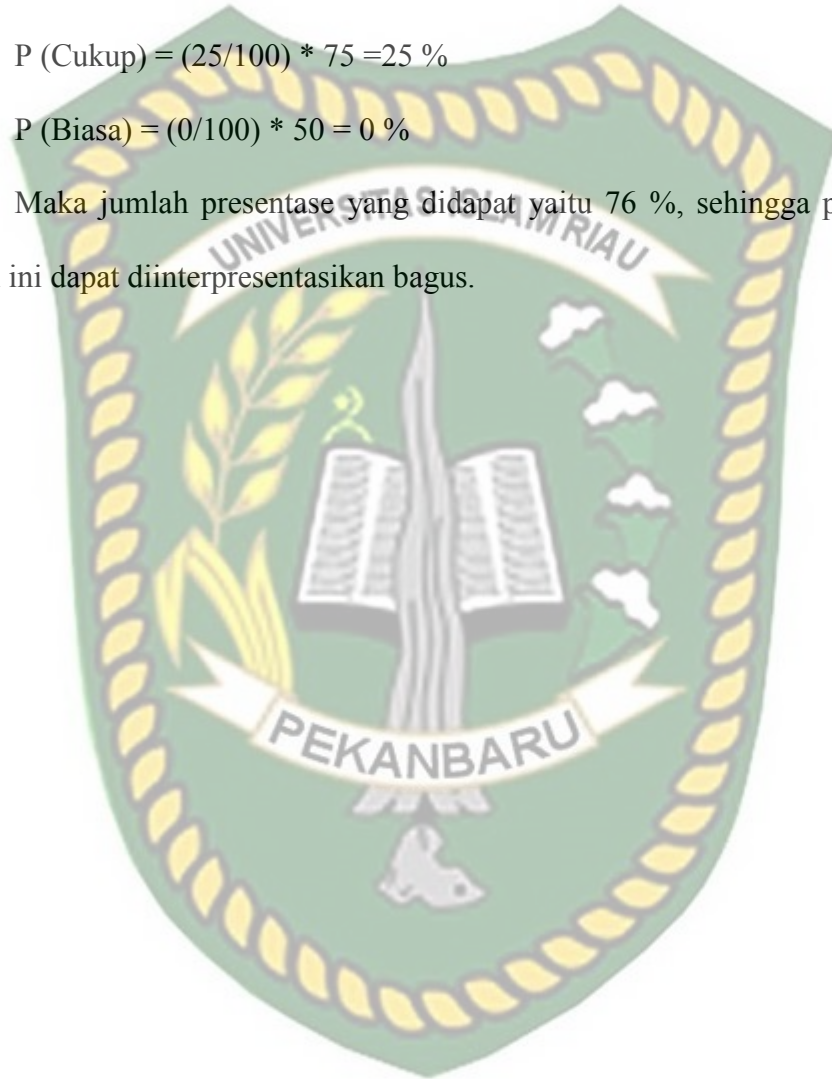 P (Cukup) = (25/100) * 75 =25 %
P (Biasa) = (0/100) * 50 = 0 %
Maka jumlah presentase yang didapat yaitu 76 %, sehingga
UNIVERSITAS ISLAM RIAU
ini dapat diinterpresentasikan bagus.
PEKANBARU